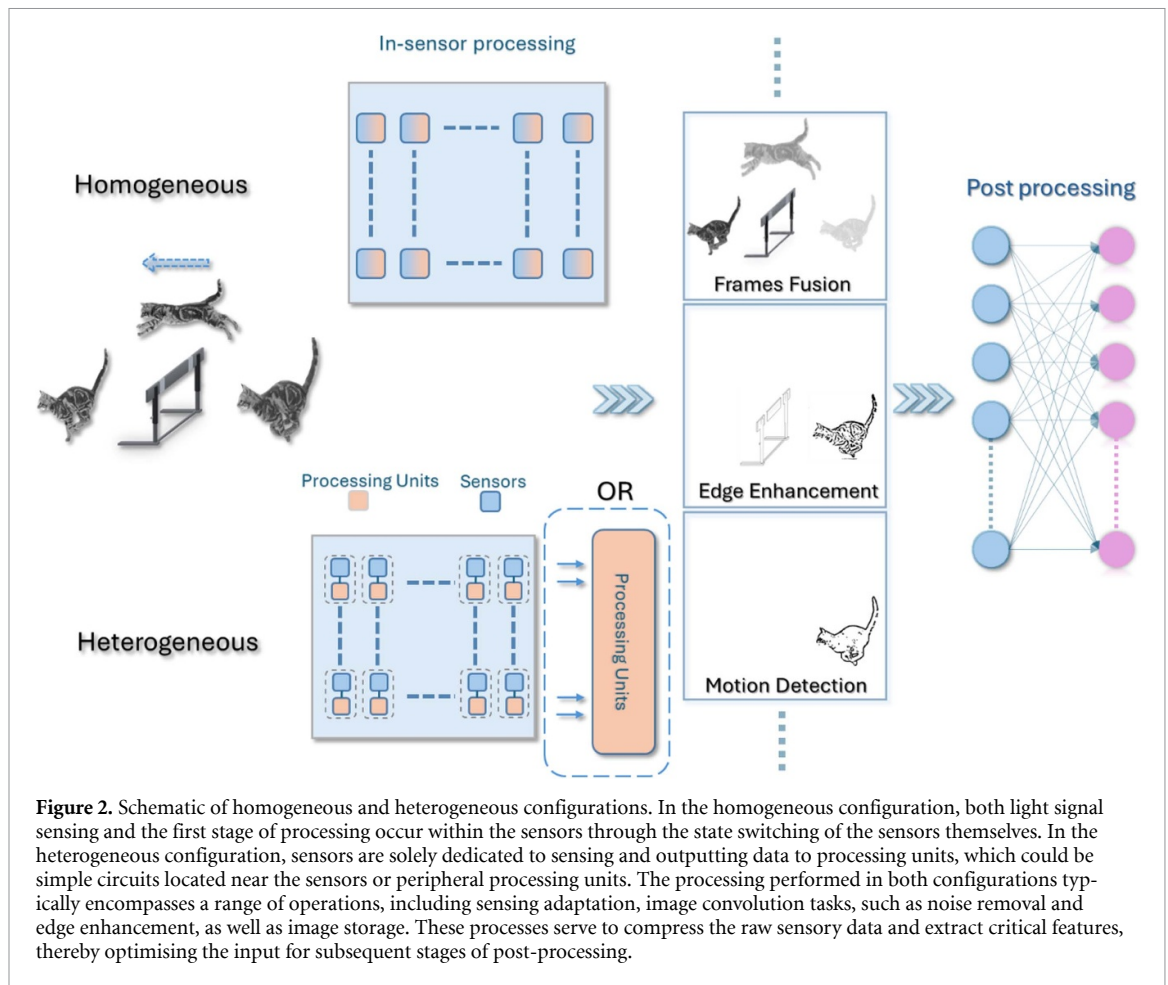 In-sensor processing
Homogeneous
Frames Fusion
Post processing
Edge Enhancement
Processing Units
Sensors
OR
Processing Units
Heterogeneous
Motion Detection
Figure 2. Schematic of homogeneous and heterogeneous configurations. In the homogeneous configuration, both light signal
sensing and the first stage of processing occur within the sensors through the state switching of the sensors themselves. In the
heterogeneous configuration, sensors are solely dedicated to sensing and outputting data to processing units, which could be
simple circuits located near the sensors or peripheral processing units. The processing performed in both configurations typ-
ically encompasses a range of operations, including sensing adaptation, image convolution tasks, such as noise removal and
edge enhancement, as well as image storage. These processes serve to compress the raw sensory data and extract critical features,
thereby optimising the input for subsequent stages of post-processing.